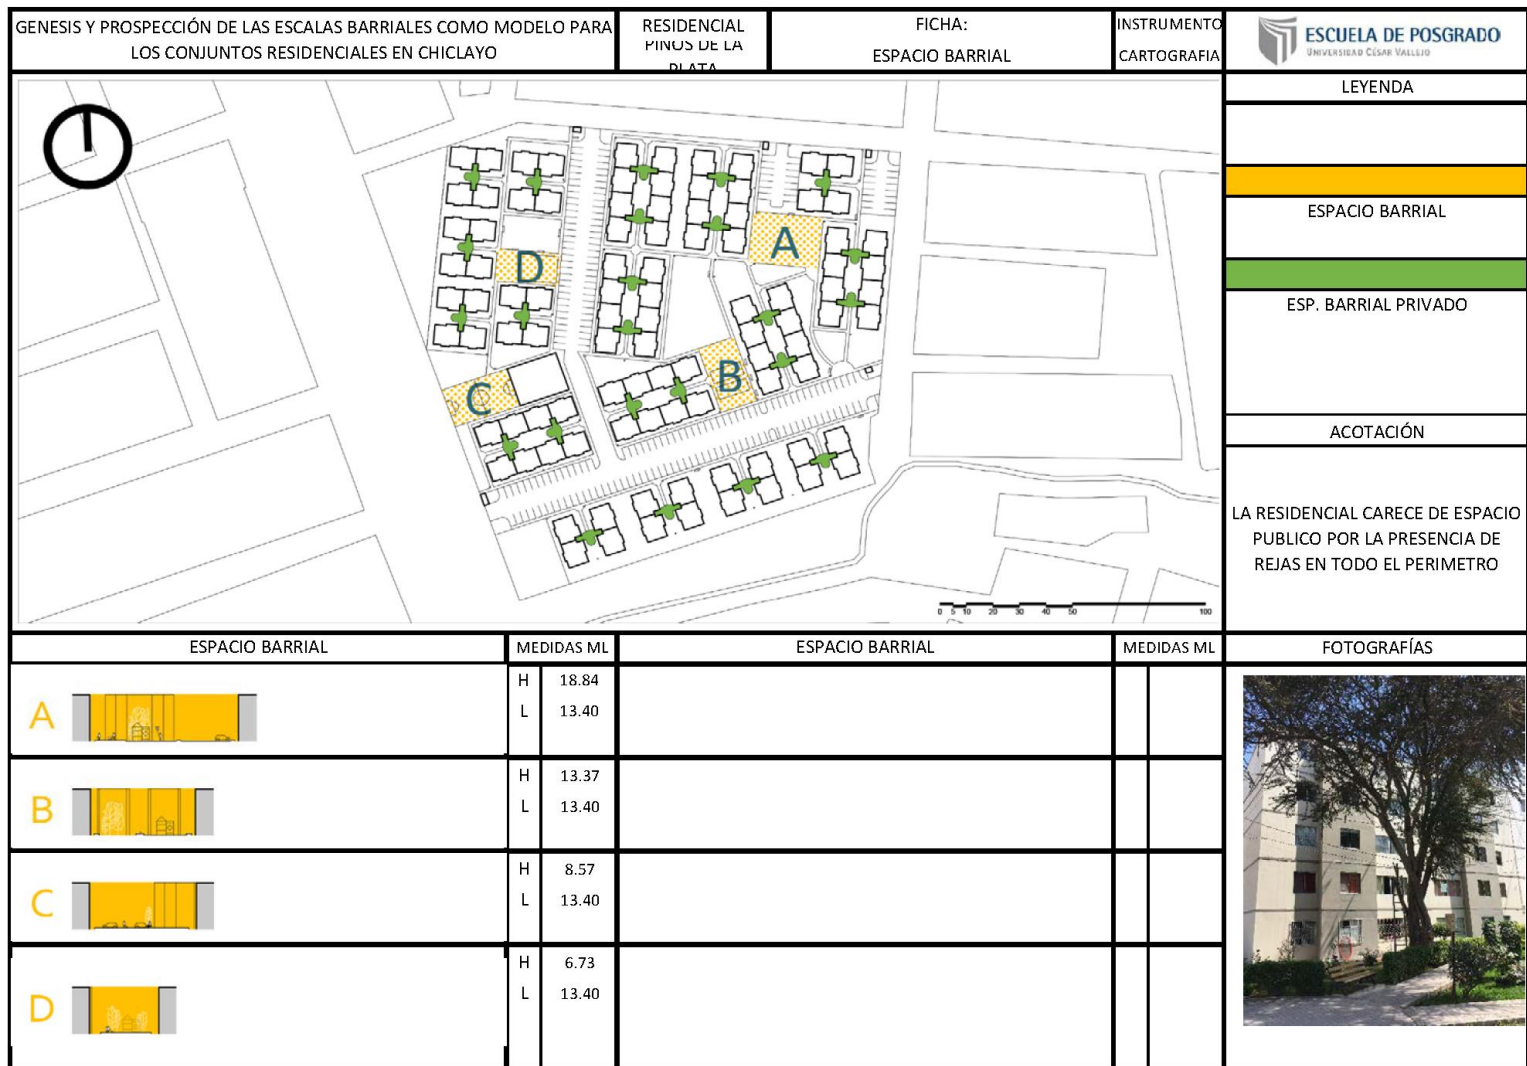 GENESIS Y PROSPECCIÓN DE LAS ESCALAS BARRIALES COMO MODELO PARA
LOS CONJUNTOS RESIDENCIALES EN CHICLAYO
RESIDENCIAL
PINOS DE LA
PLATA
FICHA:
ESPACIO BARRIAL
INSTRUMENTO
CARTOGRAFIA
ESCUELA DE POSGRADO
UNIVERSIDAD CÉSAR VALLEJO
LEYENDA
ESPACIO BARRIAL
ESP. BARRIAL PRIVADO
ACOTACIÓN
LA RESIDENCIAL CARECE DE ESPACIO
PUBLICO POR LA PRESENCIA DE
REJAS EN TODO EL PERIMETRO
A
D
B
C
0 5 10 20 30 40 50 100
ESPACIO BARRIAL
MEDIDAS ML
ESPACIO BARRIAL
MEDIDAS ML
FOTOGRAFÍAS
A
H 18.84
L 13.40
B
H 13.37
L 13.40
C
H 8.57
L 13.40
D
H 6.73
L 13.40